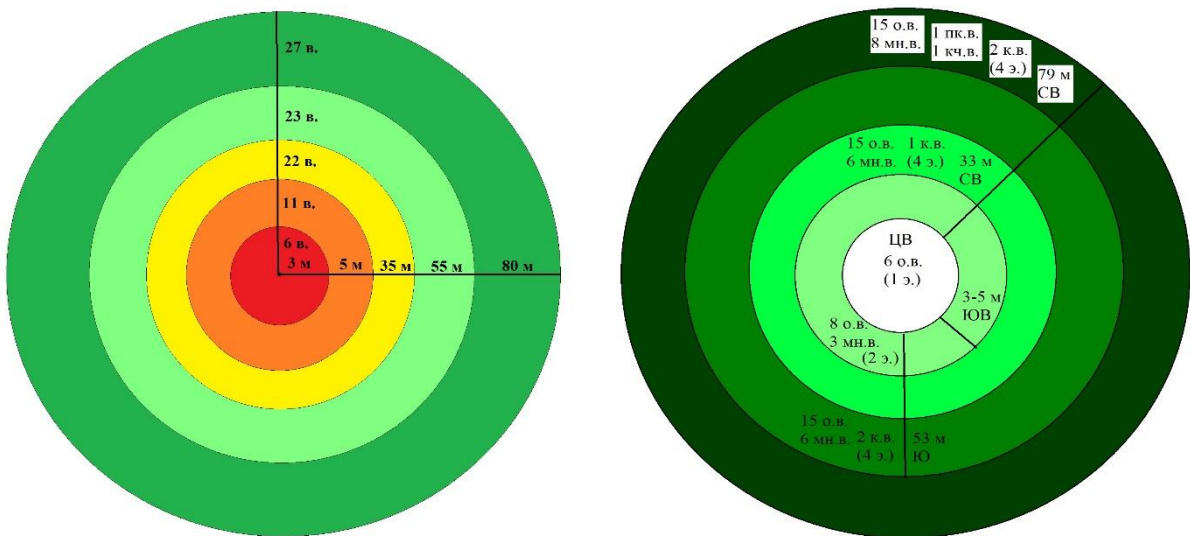 27 в.
23 в.
22 в.
11 в.
6 в.
3 м 5 м 35 м 55 м 80 м
15 о.в.
8 мн.в.
1 пк.в.
1 кч.в.
2 к.в.
(4 э.)
79 м
СВ
15 о.в.
6 мн.в.
1 к.в.
(4 э.)
33 м
СВ
ЦВ
6 о.в.
(1 э.)
3-5 м
ЮВ
8 о.в.
3 мн.в.
(2 э.)
15 о.в.
6 мн.в.
2 к.в.
(4 э.)
53 м
Ю